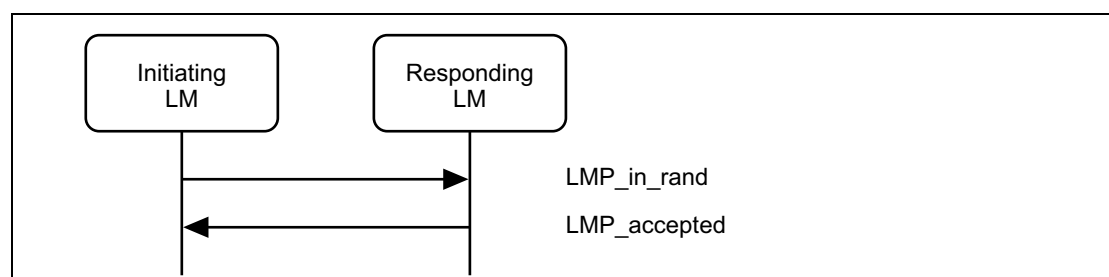 Initiating
LM
Responding
LM
LMP_in_rand
LMP_accepted